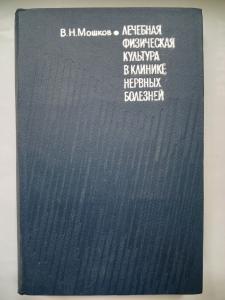 В.Н.Мошков • ЛЕЧЕБНАЯ
ФИЗИЧЕСКАЯ
КУЛЬТУРА
В КЛИНИКЕ
НЕРВНЫХ
БОЛЕЗНЕЙ